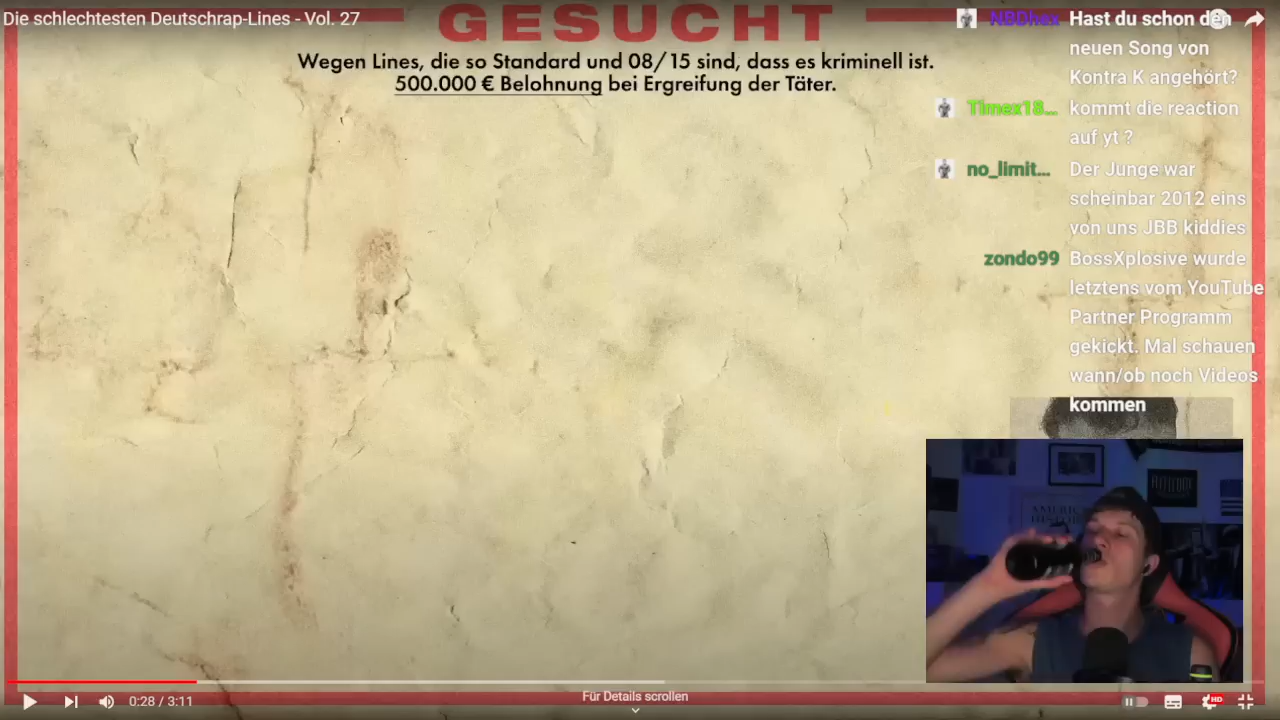 Die schlechtesten Deutschrap-Lines - Vol. 27
GESUCHT
Wegen Lines, die so Standard und 08/15 sind, dass es kriminell ist.
500.000 € Belohnung bei Ergreifung der Täter.
NBDhex Hast du schon den
neuen Song von
Kontra K angehört?
Timex18... kommt die reaction
auf yt ?
no_limit... Der Junge war
scheinbar 2012 eins
von uns JBB kiddies
zondo99 BossXplosive wurde
letztens vom YouTube
Partner Programm
gekickt. Mal schauen
wann/ob noch Videos
kommen
0:28 / 3:11
Für Details scrollen
HD